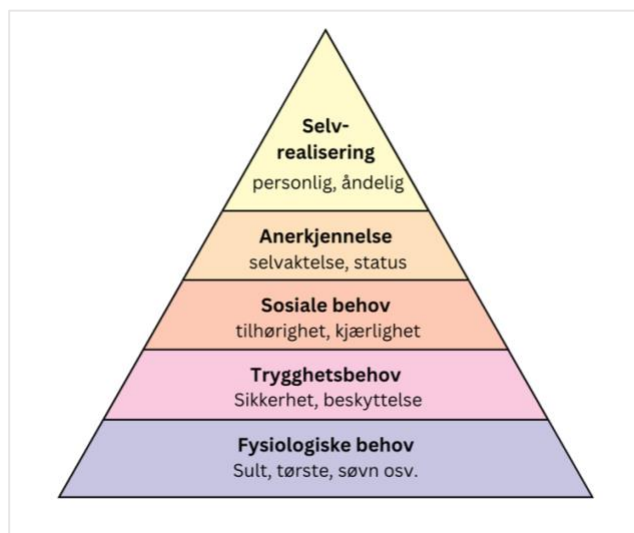 Selv-
realisering
personlig, åndelig
Anerkjennelse
selvaktelse, status
Sosiale behov
tilhørighet, kjærlighet
Trygghetsbehov
Sikkerhet, beskyttelse
Fysiologiske behov
Sult, tørste, søvn osv.